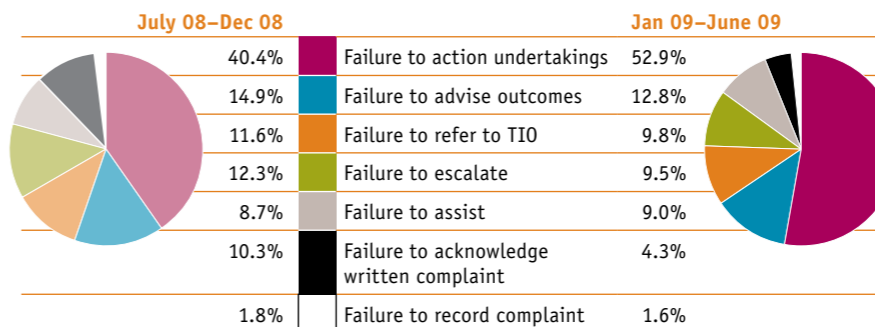 July 08–Dec 08 Jan 09–June 09
40.4% Failure to action undertakings 52.9%
14.9% Failure to advise outcomes 12.8%
11.6% Failure to refer to TIO 9.8%
12.3% Failure to escalate 9.5%
8.7% Failure to assist 9.0%
10.3% Failure to acknowledge 4.3%
written complaint
1.8% Failure to record complaint 1.6%